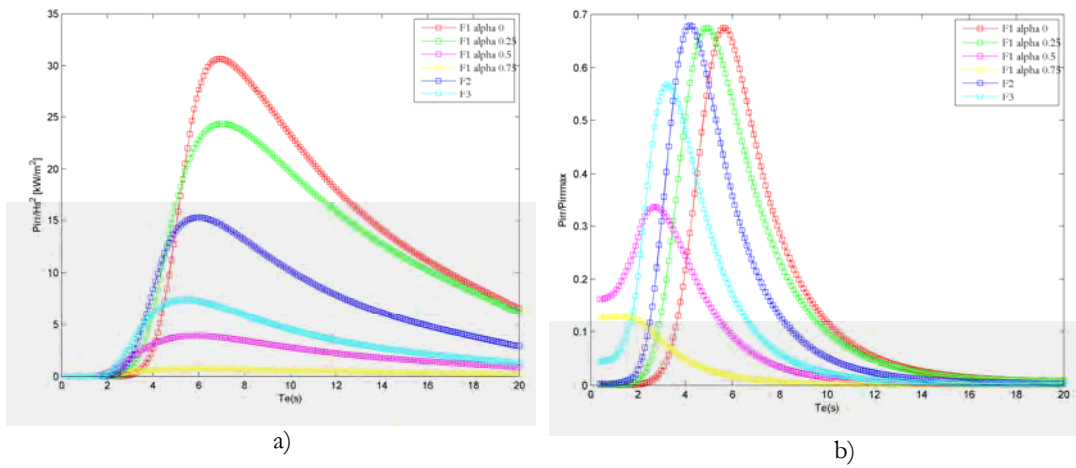 35
30
25
20
15
10
5
0
Pirr/Hs² [kW/m²]
0 2 4 6 8 10 12 14 16 18 20
Te(s)
F1 alpha 0
F1 alpha 0.25
F1 alpha 0.5
F1 alpha 0.75
F2
F3
a)
0.7
0.6
0.5
0.4
0.3
0.2
0.1
0
Pirr/Pirrmax
0 2 4 6 8 10 12 14 16 18 20
Te(s)
F1 alpha 0
F1 alpha 0.25
F1 alpha 0.5
F1 alpha 0.75
F2
F3
b)